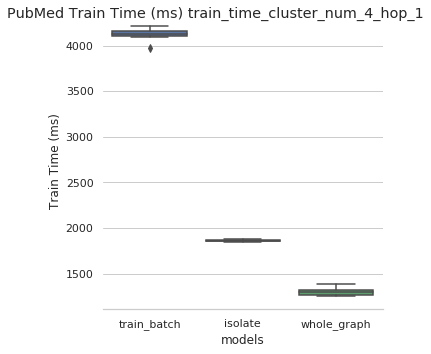 PubMed Train Time (ms) train_time_cluster_num_4_hop_1
4000
3500
3000
2500
2000
1500
Train Time (ms)
train_batch
isolate
whole_graph
models